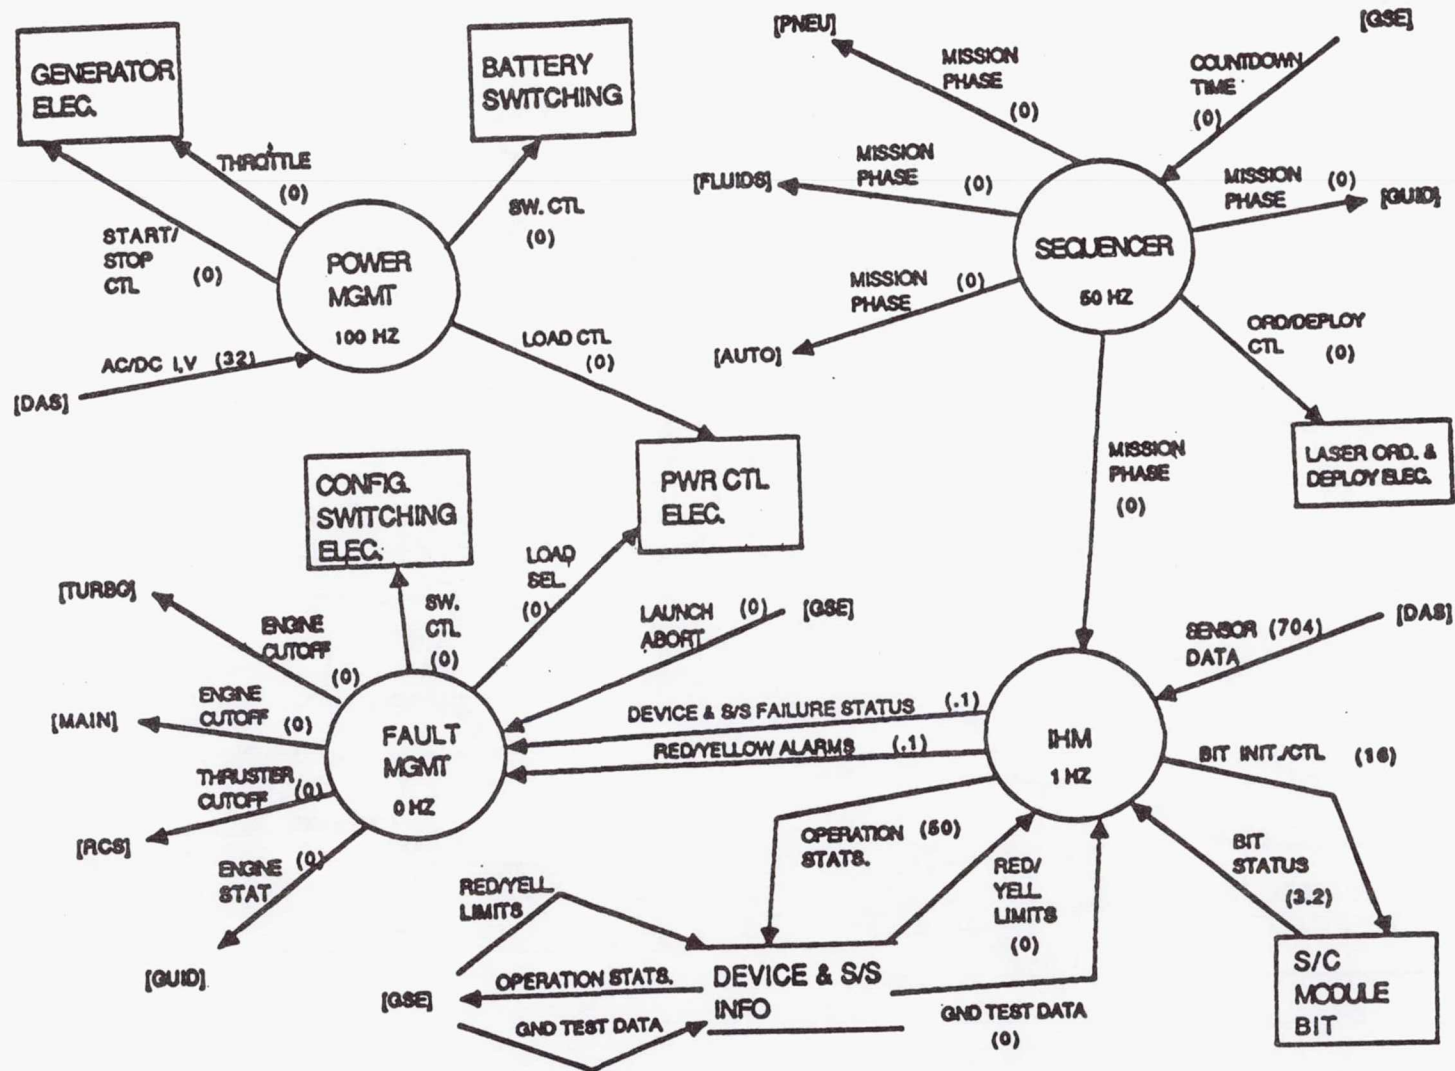 [PNEU]
[GSE]
GENERATOR
ELEC.
BATTERY
SWITCHING
MISSION
PHASE
(0)
COUNTDOWN
TIME
(0)
THROTTLE
(0)
MISSION
PHASE
(0)
[FLUIDS]
MISSION
PHASE
(0)
[GUID]
SW. CTL
(0)
START/
STOP
CTL
(0)
POWER
MGMT
100 HZ
SEQUENCER
50 HZ
MISSION
PHASE
(0)
[AUTO]
ORD/DEPLOY
CTL
(0)
LOAD CTL
(0)
AC/DC I,V (32)
[DAS]
MISSION
PHASE
(0)
LASER ORD. &
DEPLOY ELEC.
CONFIG.
SWITCHING
ELEC.
PWR CTL
ELEC.
LOAD
SEL
(0)
[TURBO]
ENGINE
CUTOFF
(0)
SW.
CTL
(0)
LAUNCH
ABORT
(0)
[GSE]
SENSOR (704)
DATA
[DAS]
[MAIN]
ENGINE
CUTOFF
(0)
DEVICE & S/S FAILURE STATUS (.1)
RED/YELLOW ALARMS (.1)
FAULT
MGMT
0 HZ
IHM
1 HZ
BIT INIT./CTL (16)
THRUSTER
CUTOFF
(0)
[RCS]
ENGINE
STAT
(0)
[GUID]
OPERATION (50)
STATS.
BIT
STATUS
(3.2)
RED/YELL
LIMITS
RED/
YELL
LIMITS
(0)
[GSE]
OPERATION STATS.
GND TEST DATA
DEVICE & S/S
INFO
GND TEST DATA
(0)
S/C
MODULE
BIT